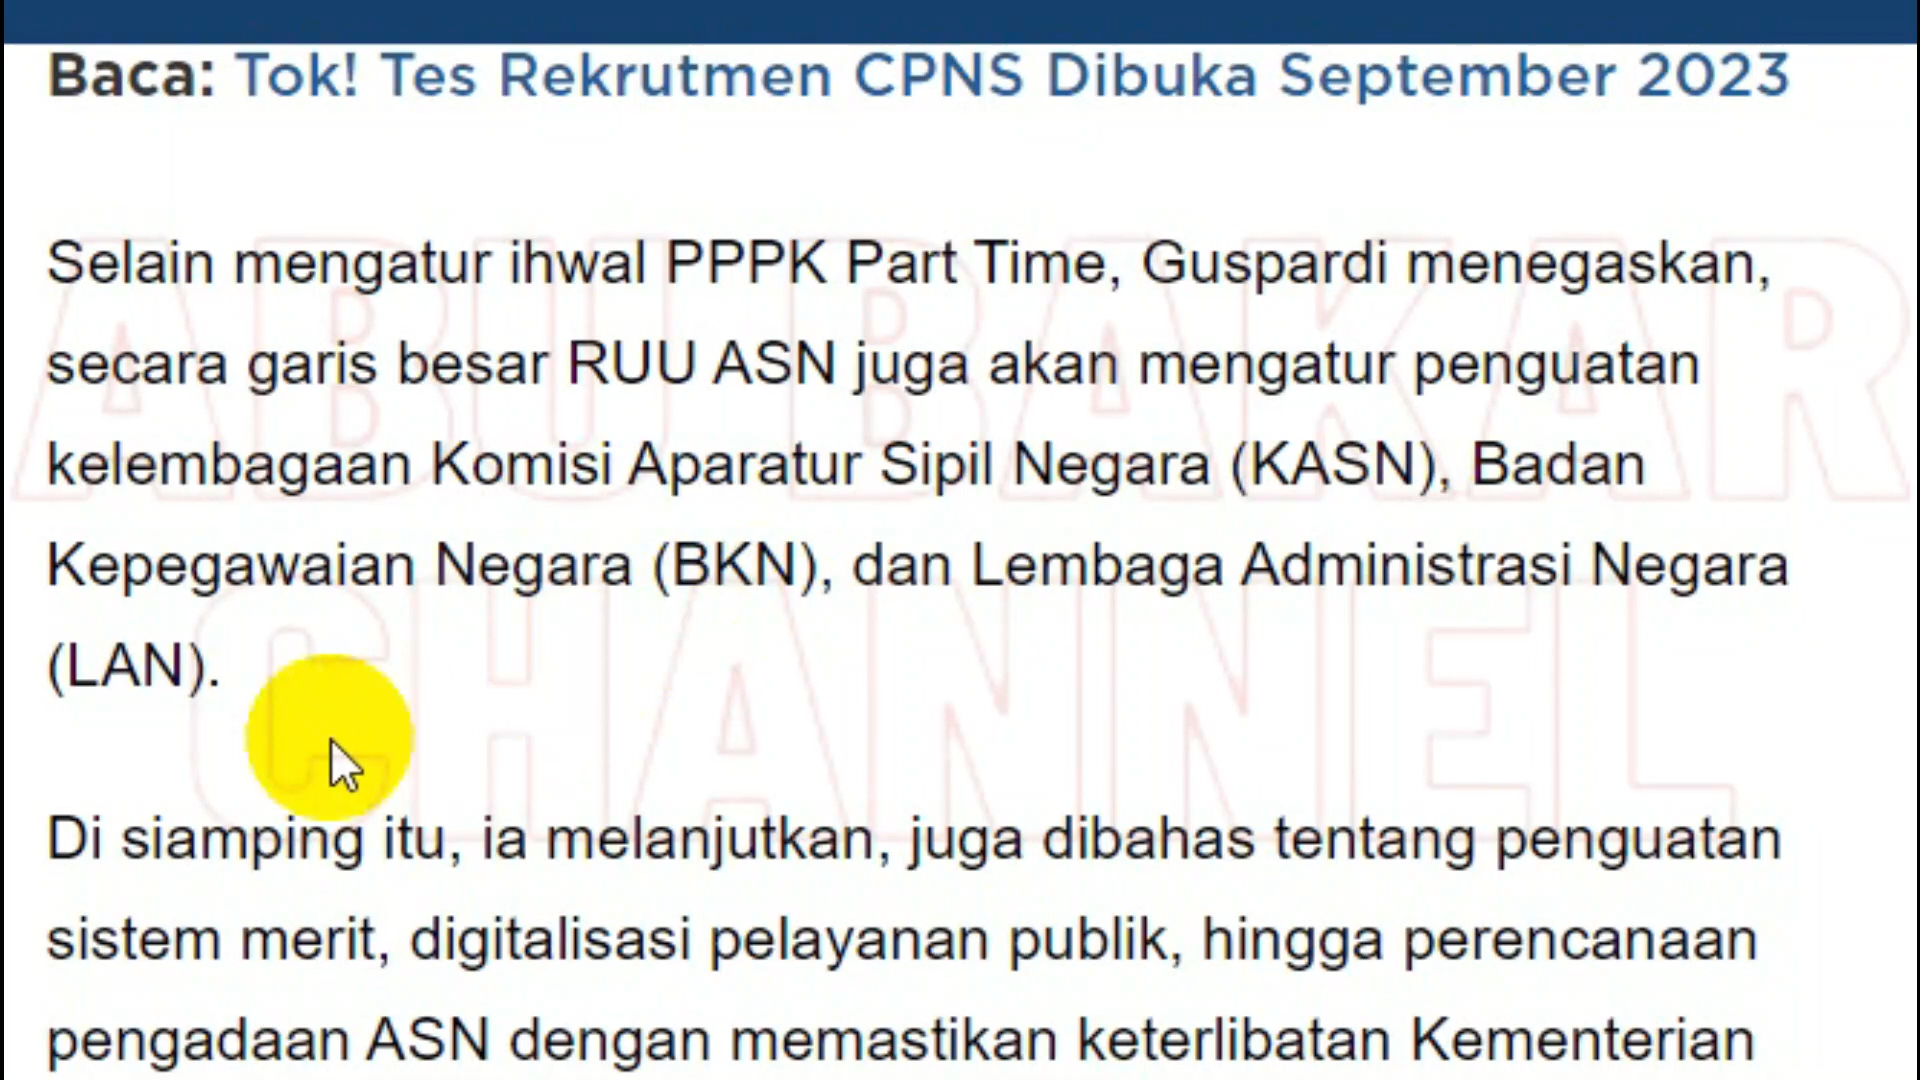 Baca: Tok! Tes Rekrutmen CPNS Dibuka September 2023
Selain mengatur ihwal PPPK Part Time, Guspardi menegaskan,
secara garis besar RUU ASN juga akan mengatur penguatan
kelembagaan Komisi Aparatur Sipil Negara (KASN), Badan
Kepegawaian Negara (BKN), dan Lembaga Administrasi Negara
(LAN).
Di siamping itu, ia melanjutkan, juga dibahas tentang penguatan
sistem merit, digitalisasi pelayanan publik, hingga perencanaan
pengadaan ASN dengan memastikan keterlibatan Kementerian
ABU BAKAR
CHANNEL